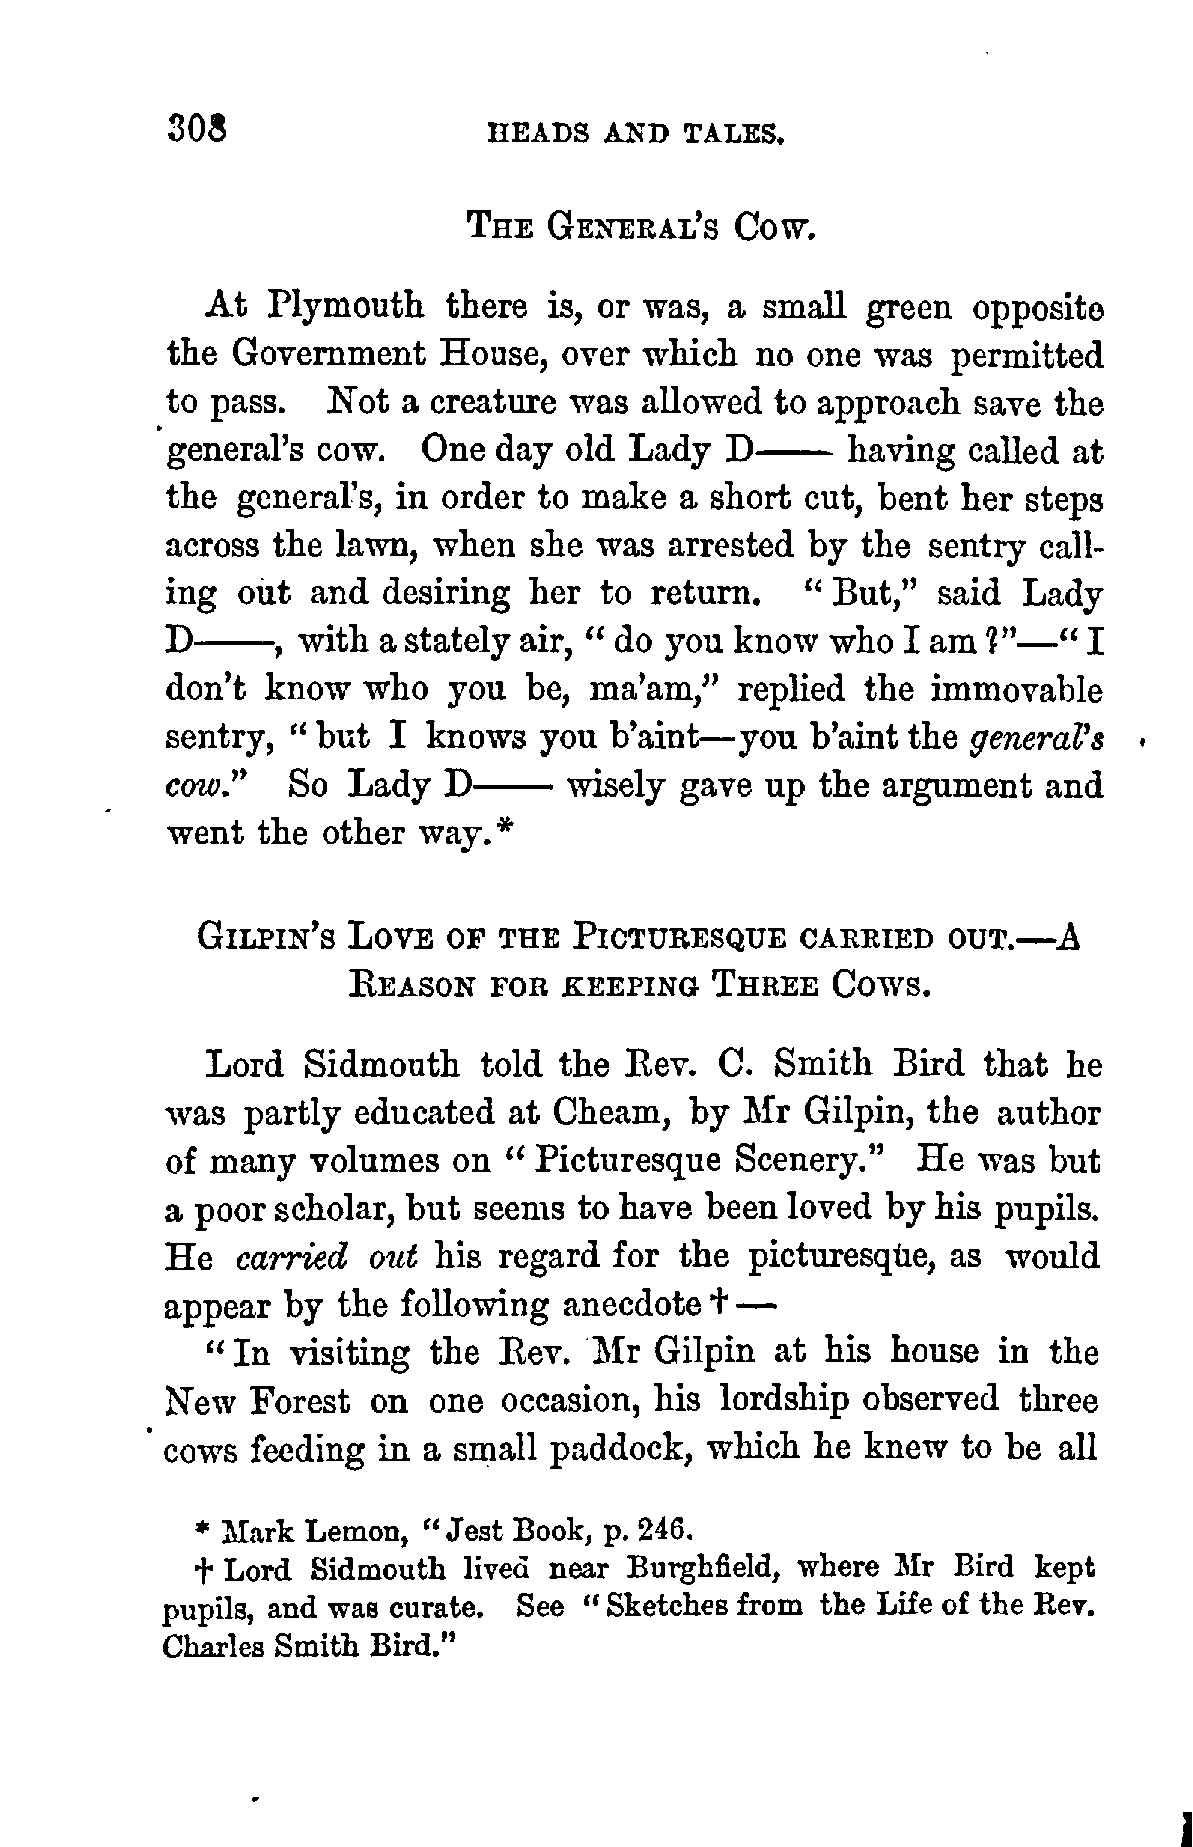 308 HEADS AND TALES.
THE GENERAL'S COW.
At Plymouth there is, or was, a small green opposite
the Government House, over which no one was permitted
to pass. Not a creature was allowed to approach save the
general's cow. One day old Lady D—— having called at
the general's, in order to make a short cut, bent her steps
across the lawn, when she was arrested by the sentry call-
ing out and desiring her to return. "But," said Lady
D——, with a stately air, "do you know who I am?"—"I
don't know who you be, ma'am," replied the immovable
sentry, "but I knows you b'aint—you b'aint the general's
cow." So Lady D—— wisely gave up the argument and
went the other way.*
GILPIN'S LOVE OF THE PICTURESQUE CARRIED OUT.—A
REASON FOR KEEPING THREE COWS.
Lord Sidmouth told the Rev. C. Smith Bird that he
was partly educated at Cheam, by Mr Gilpin, the author
of many volumes on "Picturesque Scenery." He was but
a poor scholar, but seems to have been loved by his pupils.
He carried out his regard for the picturesque, as would
appear by the following anecdote†—
"In visiting the Rev. Mr Gilpin at his house in the
New Forest on one occasion, his lordship observed three
cows feeding in a small paddock, which he knew to be all
* Mark Lemon, "Jest Book, p. 246.
† Lord Sidmouth lived near Burghfield, where Mr Bird kept
pupils, and was curate. See "Sketches from the Life of the Rev.
Charles Smith Bird."